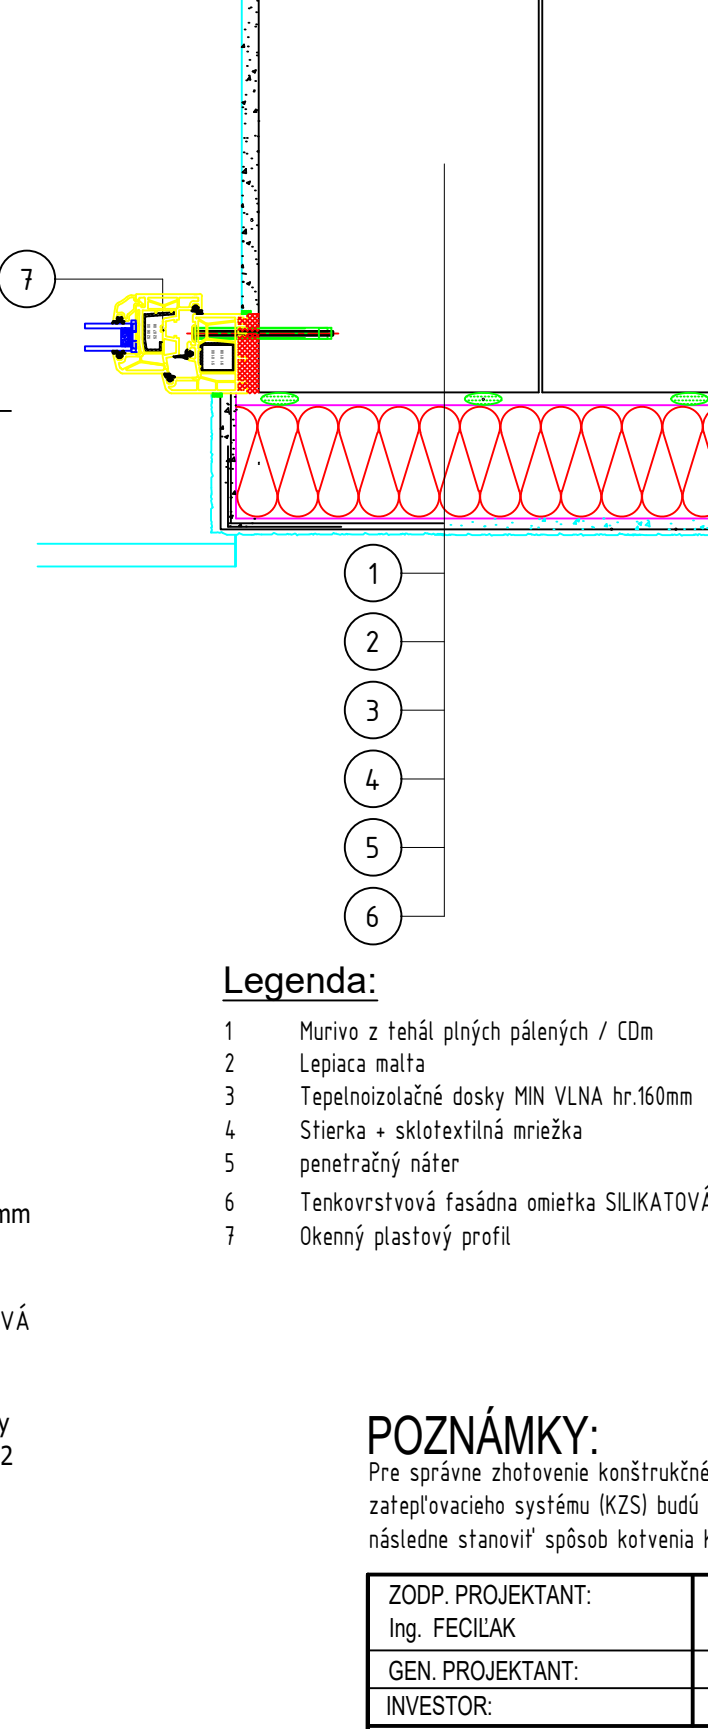 7
1
2
3
4
5
6
Legenda:
1 Murivo z tehál plných pálených / CDm
2 Lepiaca malta
3 Tepelnoizolačné dosky MIN VLNA hr.160mm
4 Stierka + sklotextilná mriežka
5 penetračný náter
6 Tenkovrstvová fasádna omietka SILIKATOVÁ
7 Okenný plastový profil
mm
VÁ
y
2
POZNÁMKY:
Pre správne zhotovenie konštrukčné
zatepľovacieho systému (KZS) budú
následne stanoviť spôsob kotvenia K
ZODP. PROJEKTANT:
Ing. FECIĽAK
GEN. PROJEKTANT:
INVESTOR: